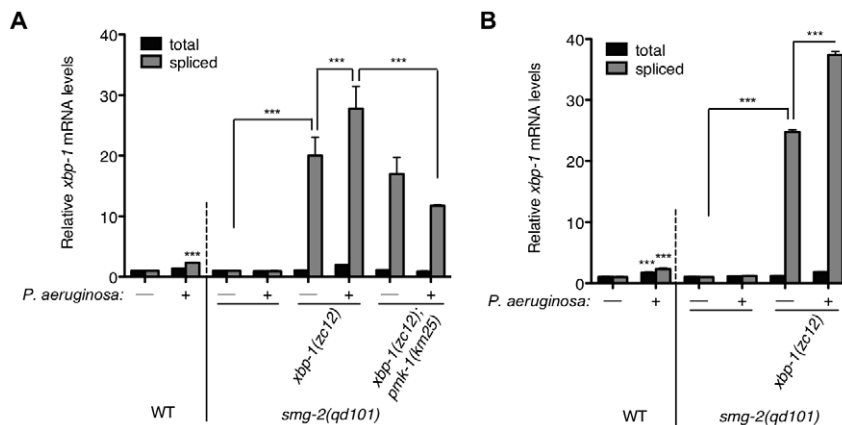 A
Relative xbp-1 mRNA levels
40
30
20
10
0
total
spliced
***
***
***
***
P. aeruginosa: — + — + — + — +
xbp-1(zc12)
xbp-1(zc12);
pmk-1(km25)
WT
smg-2(qd101)
B
Relative xbp-1 mRNA levels
40
30
20
10
0
total
spliced
***
***
***
***
P. aeruginosa: — + — + — +
xbp-1(zc12)
WT
smg-2(qd101)